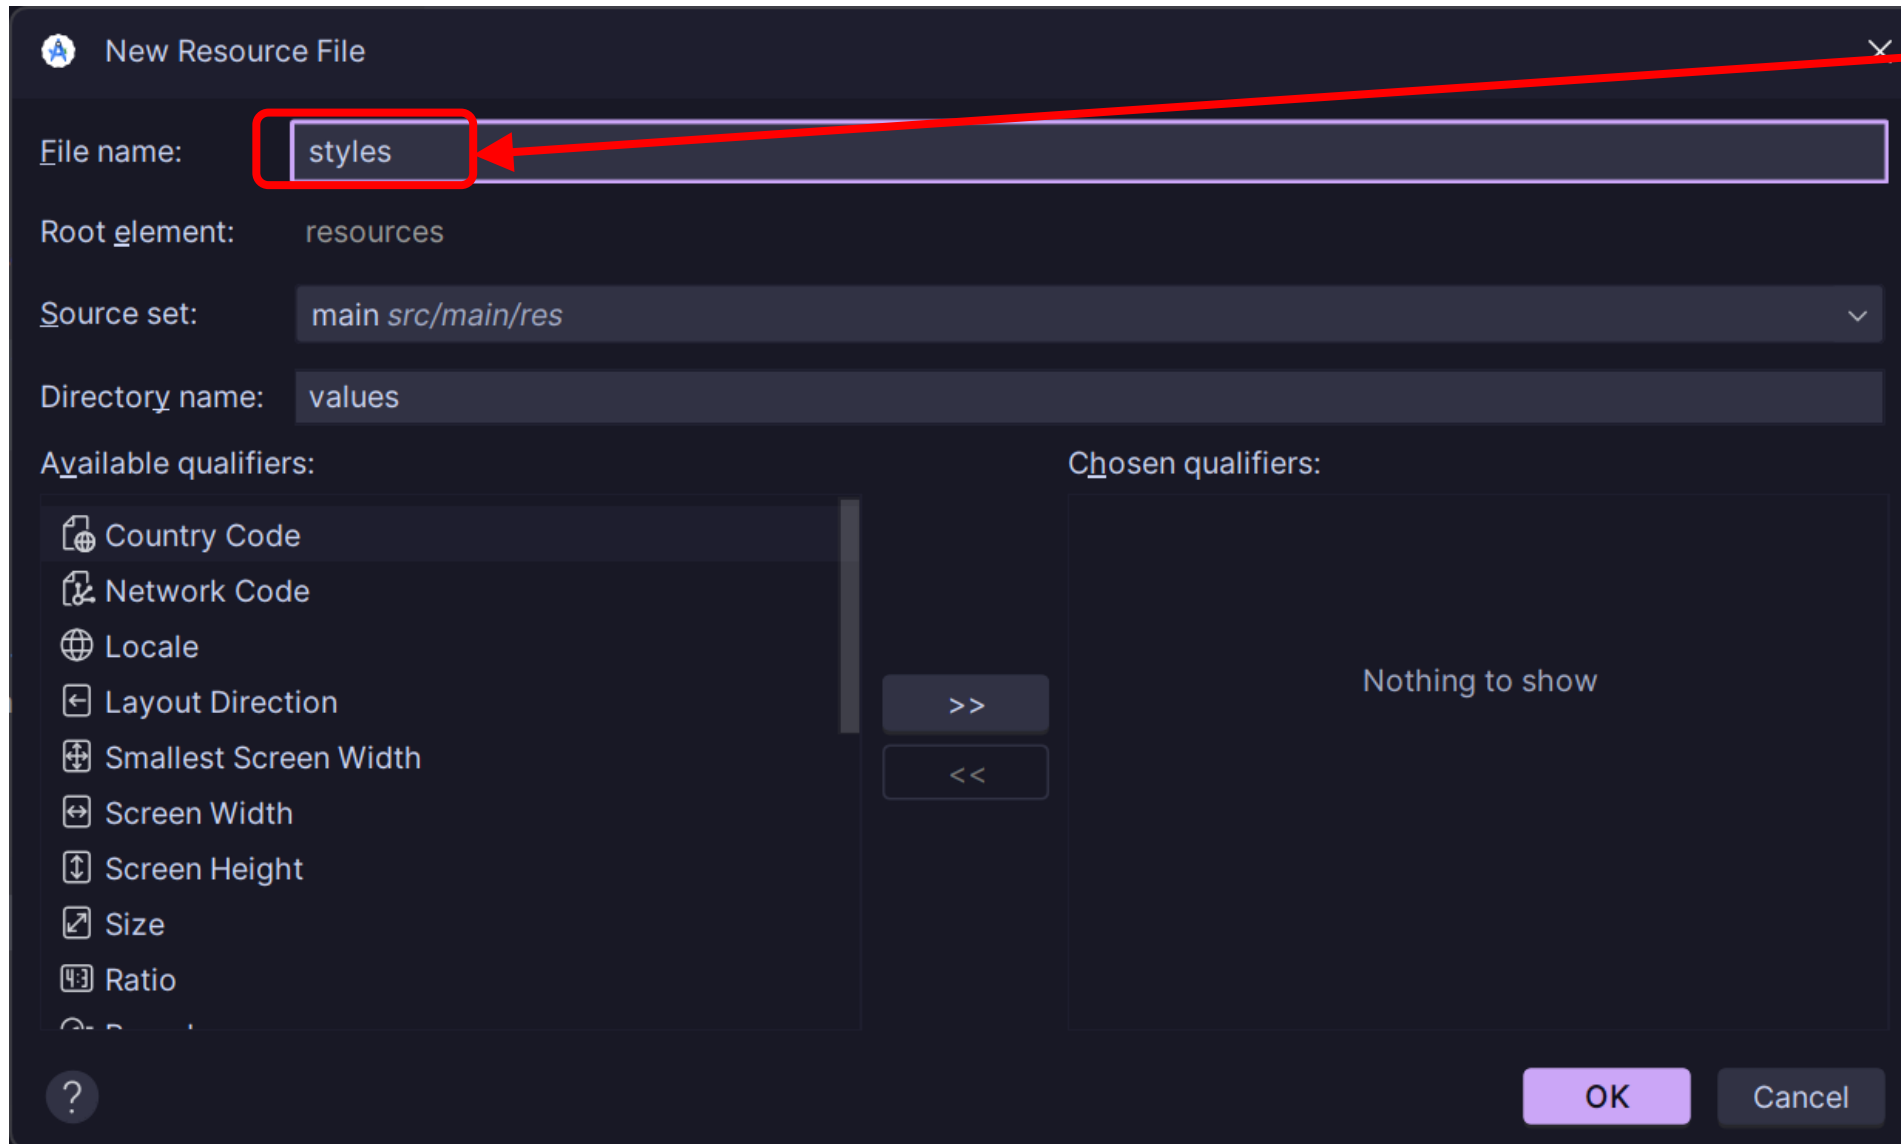 New Resource File
File name: styles
Root element: resources
Source set: main src/main/res
Directory name: values
Available qualifiers: Chosen qualifiers:
Country Code
Network Code
Locale
Layout Direction
Smallest Screen Width
Screen Width
Screen Height
Size
4:3 Ratio
Nothing to show
>>
<<
?
OK Cancel